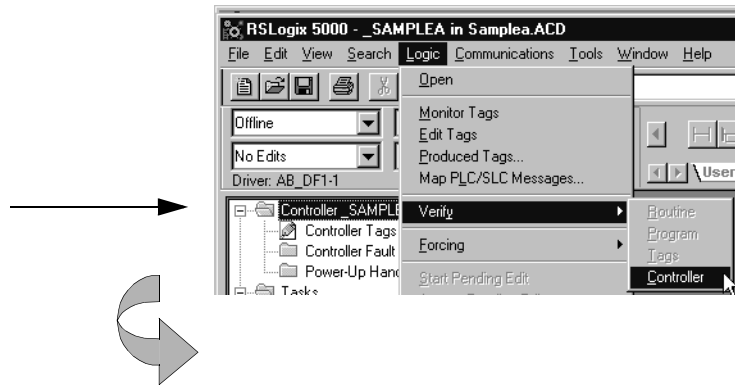 RSLogix 5000 - _SAMPLEA in Samplea.ACD
File Edit View Search Logic Communications Tools Window Help
Open
Offline
Monitor Tags
Edit Tags
No Edits
Produced Tags...
Map PLC/SLC Messages...
User
Driver: AB_DF1-1
Controller _SAMPLE
Verify
Routine
Controller Tags
Program
Controller Fault
Forcing
Tags
Power-Up Hand
Start Pending Edit
Controller
Tasks